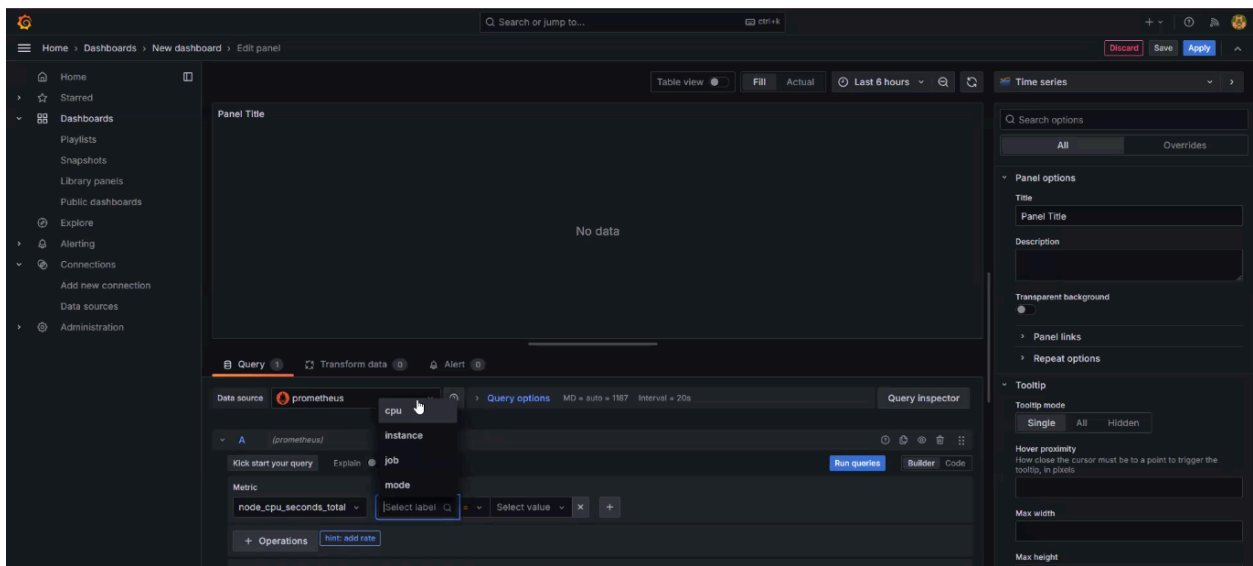 Search or jump to...
ctrl+k
Home › Dashboards › New dashboard › Edit panel
Discard
Save
Apply
Home
Starred
Dashboards
Playlists
Snapshots
Library panels
Public dashboards
Explore
Alerting
Connections
Add new connection
Data sources
Administration
Table view
Fill
Actual
Last 6 hours
Panel Title
No data
Query 1
Transform data 0
Alert 0
Data source
prometheus
Query options
MD = auto = 1187
Interval = 20s
Query inspector
cpu
instance
job
mode
A
(prometheus)
Kick start your query
Explain
Run queries
Builder
Code
Metric
node_cpu_seconds_total
Select label
=
Select value
+ Operations
hint: add rate
Time series
Search options
All
Overrides
Panel options
Title
Panel Title
Description
Transparent background
Panel links
Repeat options
Tooltip
Tooltip mode
Single
All
Hidden
Hover proximity
How close the cursor must be to a point to trigger the
tooltip, in pixels
Max width
Max height